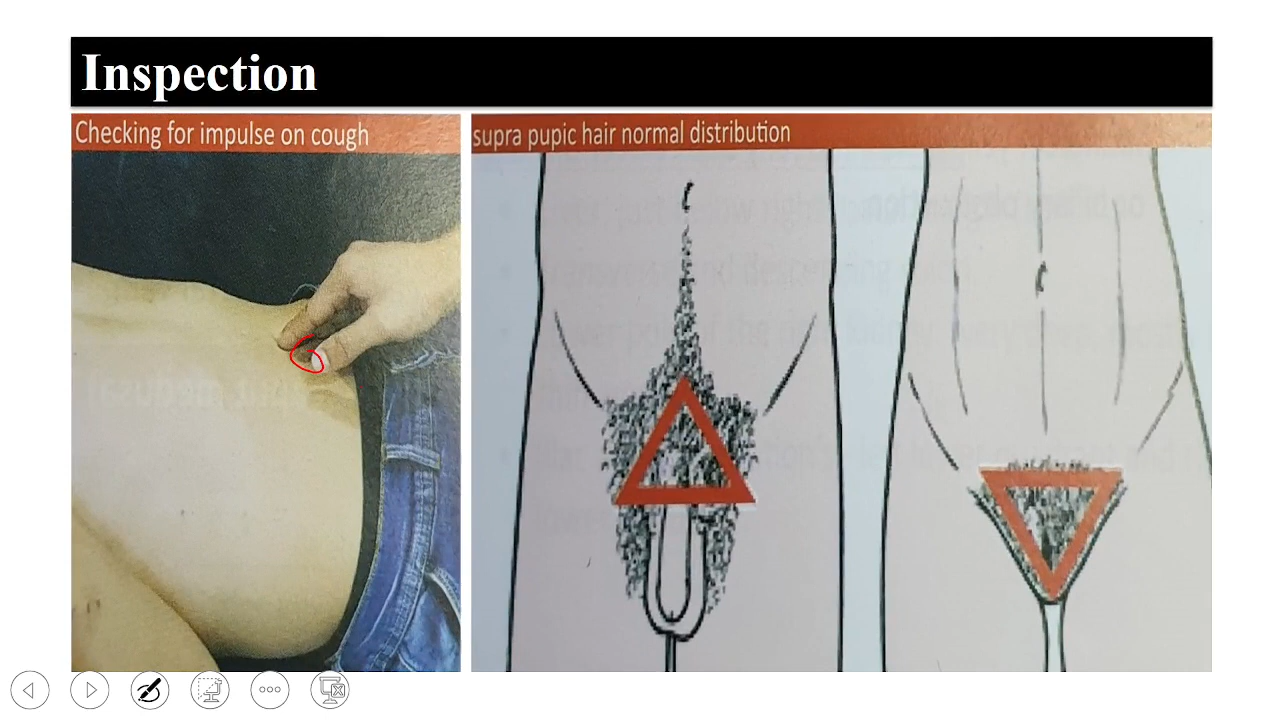 Inspection
Checking for impulse on cough
supra pupic hair normal distribution